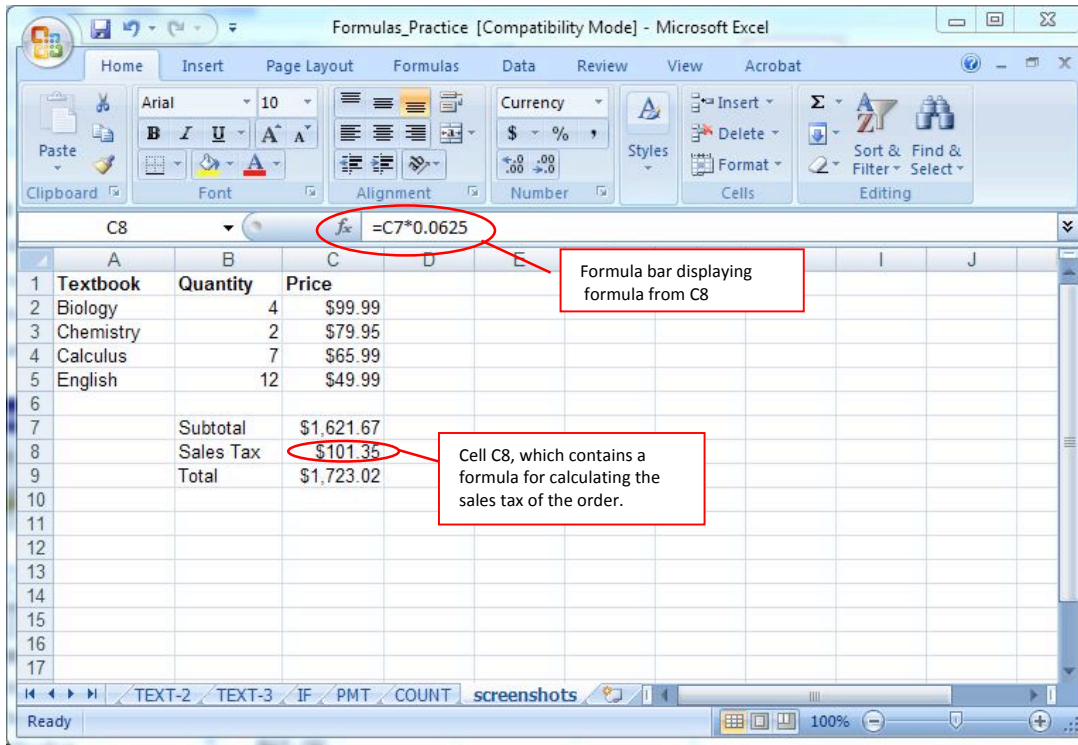 Formulas_Practice [Compatibility Mode] - Microsoft Excel
Home Insert Page Layout Formulas Data Review View Acrobat
Paste
Clipboard
Arial 10
B I U A A
A
Font
Alignment
Currency
$ % ,
.0 .00
.00 .0
Number
A
Styles
Insert
Delete
Format
Cells
Σ
A
Z
Sort & Filter
Find & Select
Editing
C8 fx =C7*0.0625
Formula bar displaying
formula from C8
A B C D E I J
1 Textbook Quantity Price
2 Biology 4 $99.99
3 Chemistry 2 $79.95
4 Calculus 7 $65.99
5 English 12 $49.99
6
7 Subtotal $1,621.67
8 Sales Tax $101.35
9 Total $1,723.02
Cell C8, which contains a
formula for calculating the
sales tax of the order.
10
11
12
13
14
15
16
17
TEXT-2 TEXT-3 IF PMT COUNT screenshots
Ready 100%